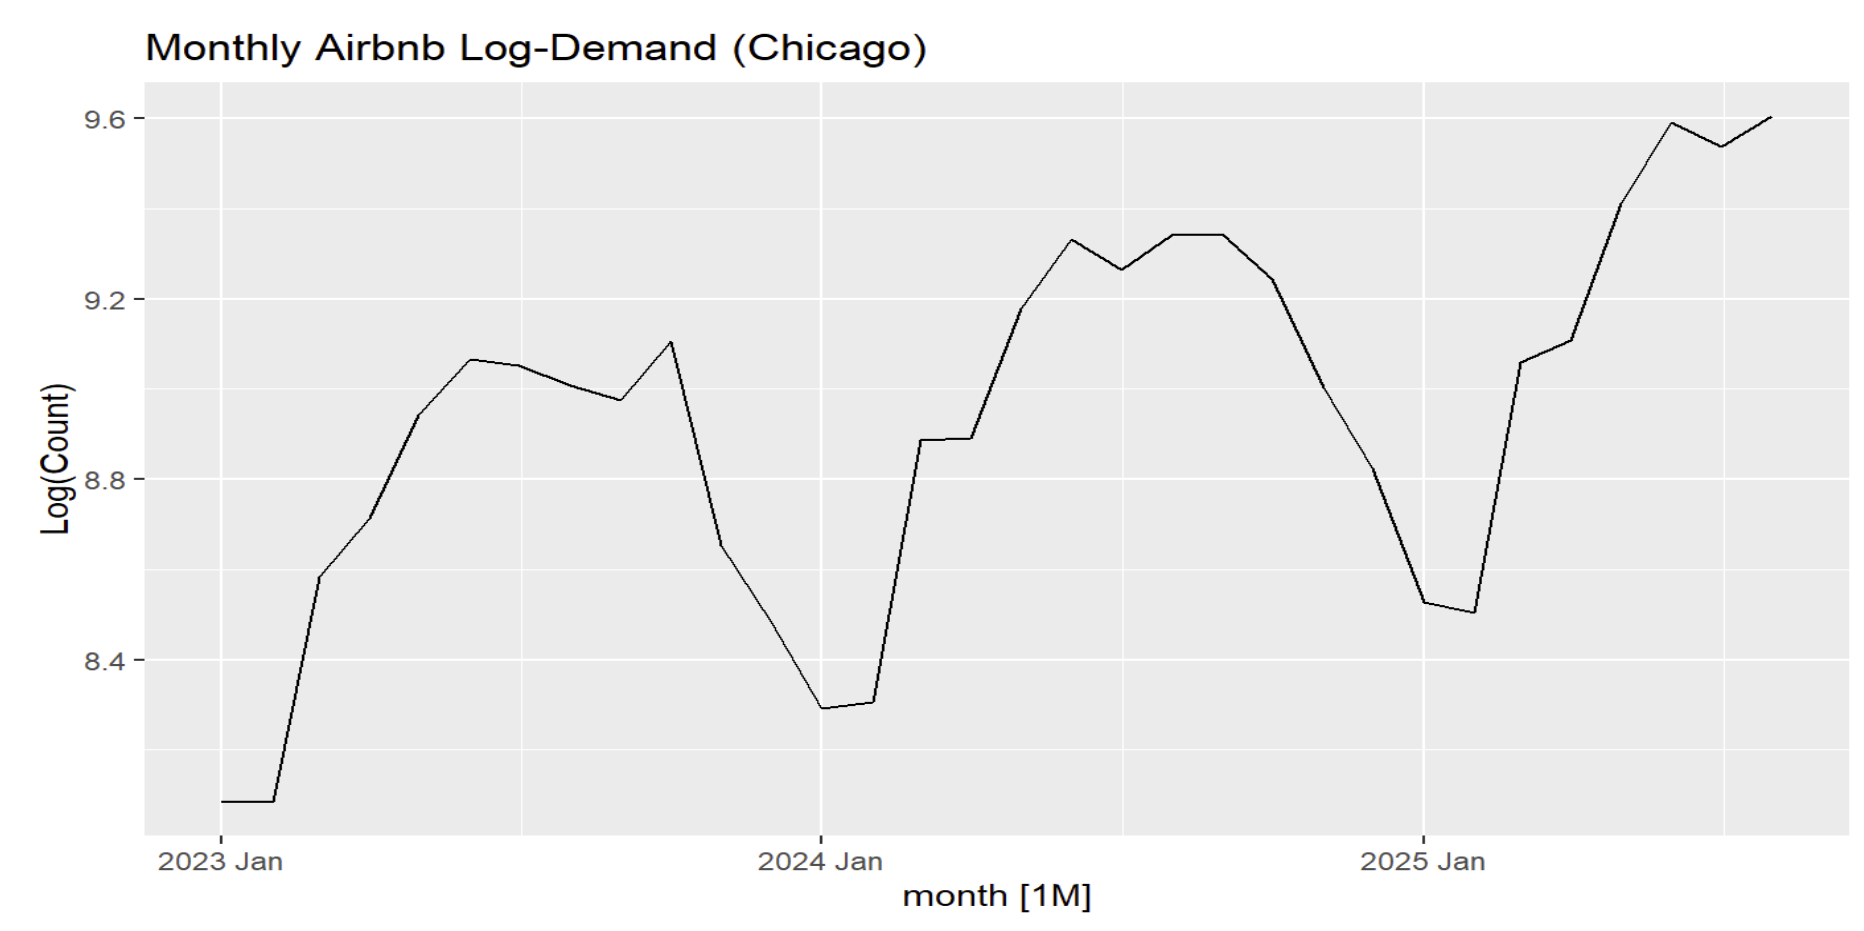 Monthly Airbnb Log-Demand (Chicago)
9.6
9.2
8.8
8.4
Log(Count)
2023 Jan
2024 Jan
2025 Jan
month [1M]